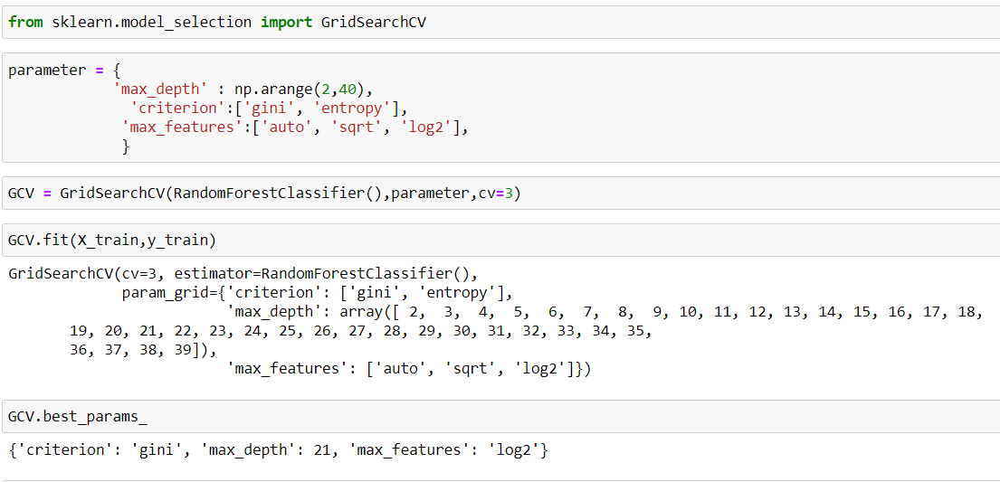 from sklearn.model_selection import GridSearchCV
parameter = {
'max_depth' : np.arange(2,40),
'criterion':['gini', 'entropy'],
'max_features':['auto', 'sqrt', 'log2'],
}
GCV = GridSearchCV(RandomForestClassifier(),parameter,cv=3)
GCV.fit(X_train,y_train)
GridSearchCV(cv=3, estimator=RandomForestClassifier(),
param_grid={'criterion': ['gini', 'entropy'],
'max_depth': array([ 2,  3,  4,  5,  6,  7,  8,  9, 10, 11, 12, 13, 14, 15, 16, 17, 18,
19, 20, 21, 22, 23, 24, 25, 26, 27, 28, 29, 30, 31, 32, 33, 34, 35,
36, 37, 38, 39]),
'max_features': ['auto', 'sqrt', 'log2']})
GCV.best_params_
{'criterion': 'gini', 'max_depth': 21, 'max_features': 'log2'}